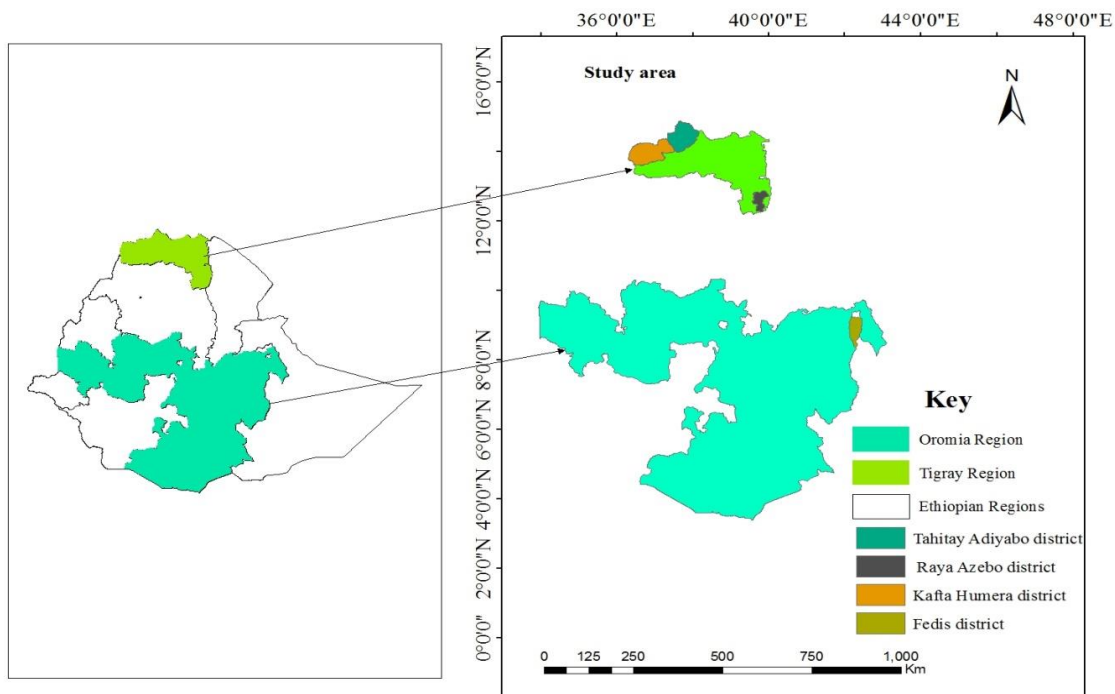 36°0'0"E 40°0'0"E 44°0'0"E 48°0'0"E
Study area
N
16°0'0"N
12°0'0"N
8°0'0"N
6°0'0"N
4°0'0"N
2°0'0"N
0°0'0"
Key
Oromia Region
Tigray Region
Ethiopian Regions
Tahitay Adiyabo district
Raya Azebo district
Kafta Humera district
Fedis district
0 125 250 500 750 1,000
Km